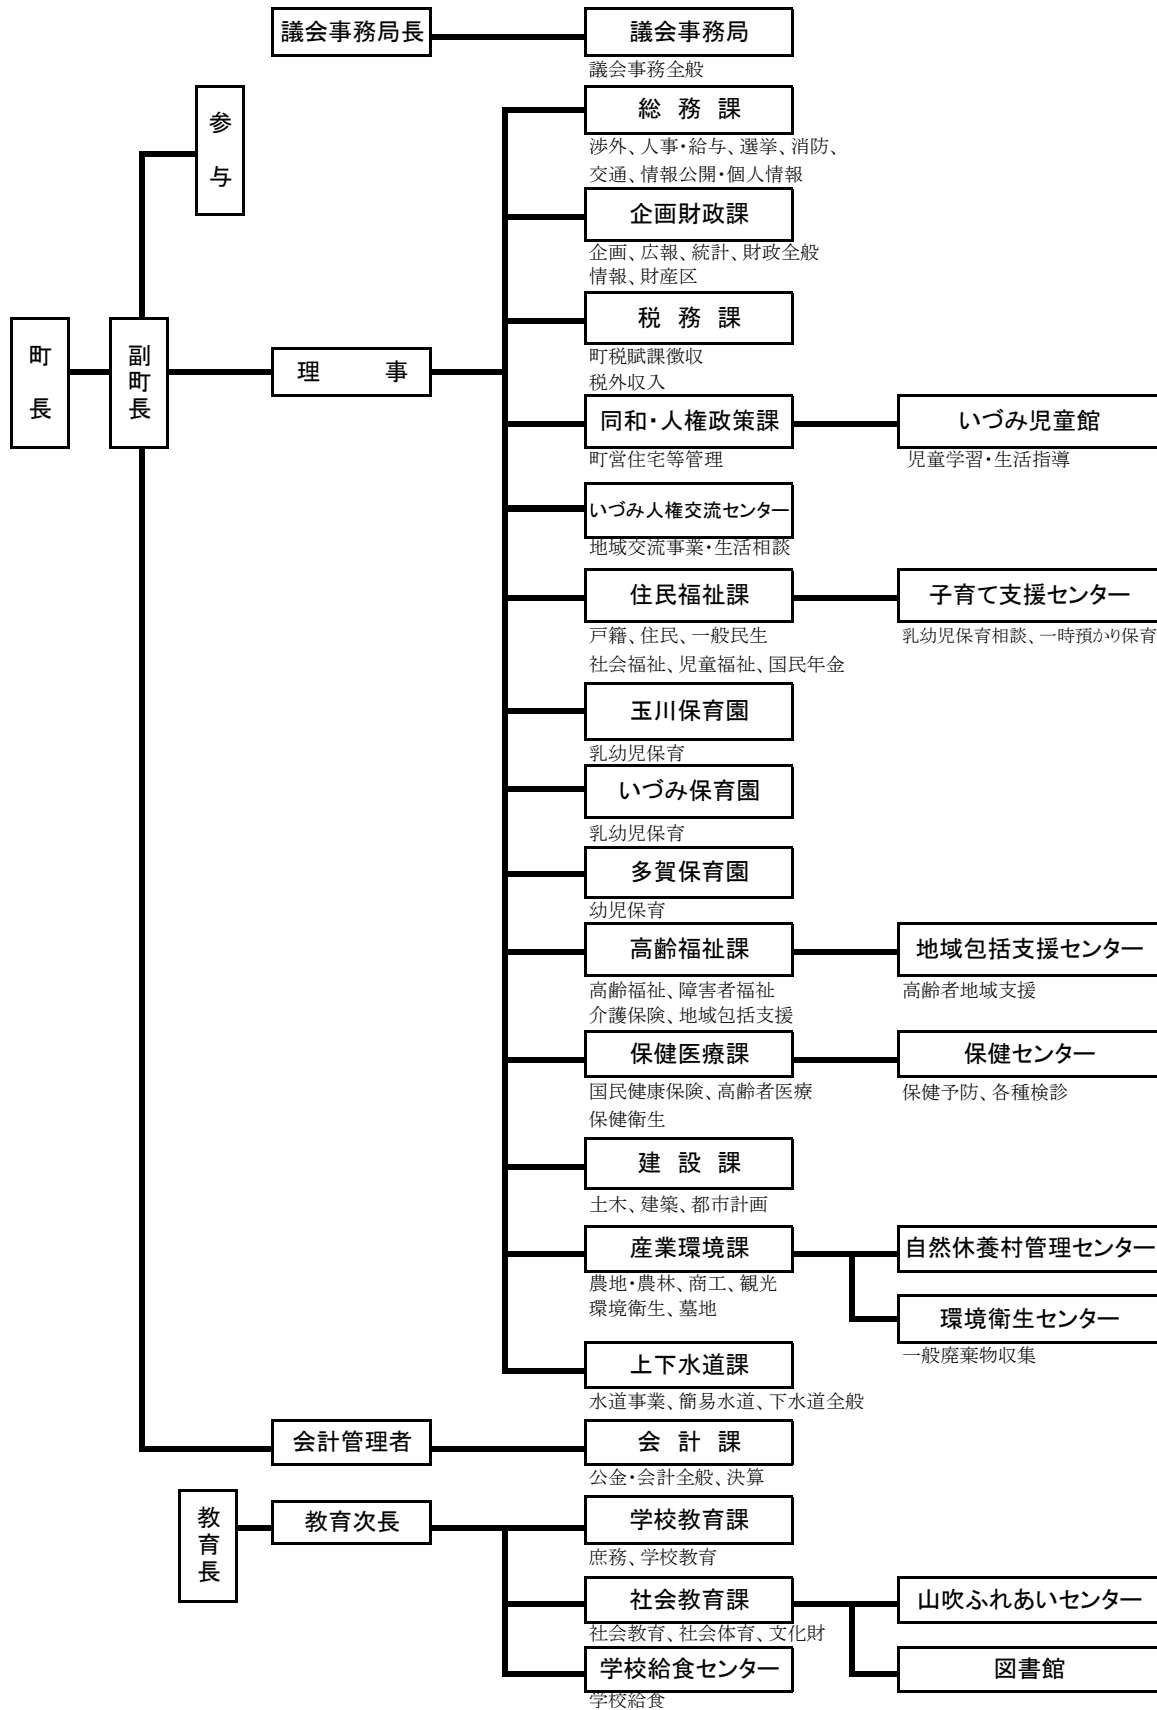 議会事務局長
議会事務局
議会事務全般
参与
総務課
渉外、人事・給与、選挙、消防、
交通、情報公開・個人情報
企画財政課
企画、広報、統計、財政全般
情報、財産区
町長
副町長
理事
税務課
町税賦課徴収
税外収入
同和・人権政策課
町営住宅等管理
いづみ児童館
児童学習・生活指導
いづみ人権交流センター
地域交流事業・生活相談
住民福祉課
戸籍、住民、一般民生
社会福祉、児童福祉、国民年金
子育て支援センター
乳幼児保育相談、一時預かり保育
玉川保育園
乳幼児保育
いづみ保育園
乳幼児保育
多賀保育園
幼児保育
高齢福祉課
高齢福祉、障害者福祉
介護保険、地域包括支援
地域包括支援センター
高齢者地域支援
保健医療課
国民健康保険、高齢者医療
保健衛生
保健センター
保健予防、各種検診
建設課
土木、建築、都市計画
産業環境課
農地・農林、商工、観光
環境衛生、墓地
自然休養村管理センター
環境衛生センター
一般廃棄物収集
上下水道課
水道事業、簡易水道、下水道全般
会計管理者
会計課
公金・会計全般、決算
教育長
教育次長
学校教育課
庶務、学校教育
社会教育課
社会教育、社会体育、文化財
山吹ふれあいセンター
図書館
学校給食センター
学校給食